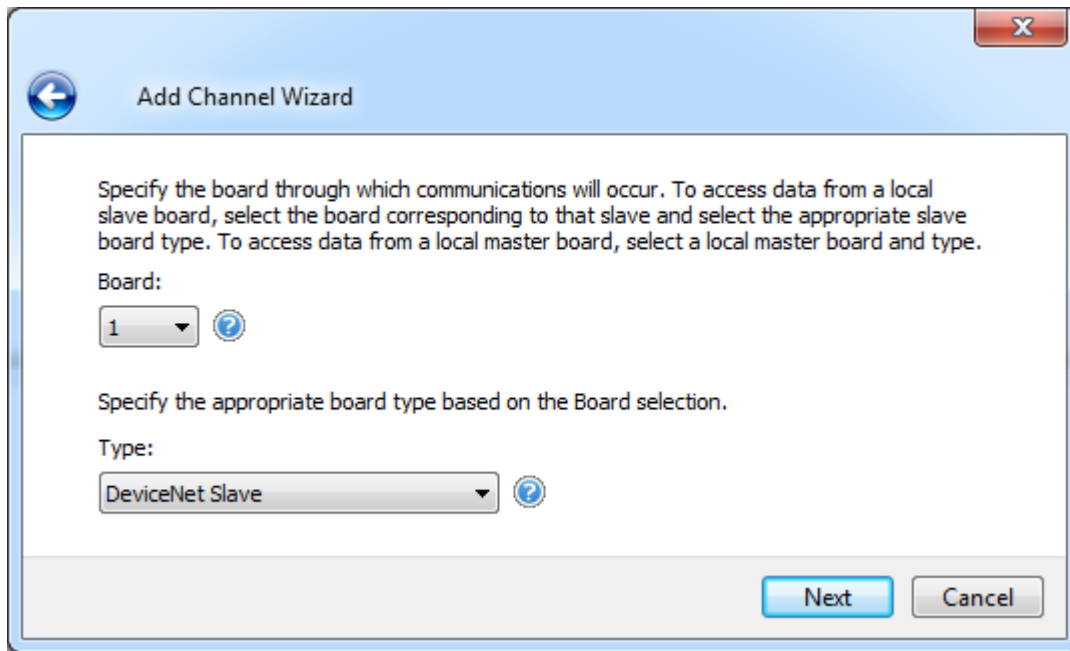 Add Channel Wizard
Specify the board through which communications will occur. To access data from a local
slave board, select the board corresponding to that slave and select the appropriate slave
board type. To access data from a local master board, select a local master board and type.
Board:
1
Specify the appropriate board type based on the Board selection.
Type:
DeviceNet Slave
Next Cancel